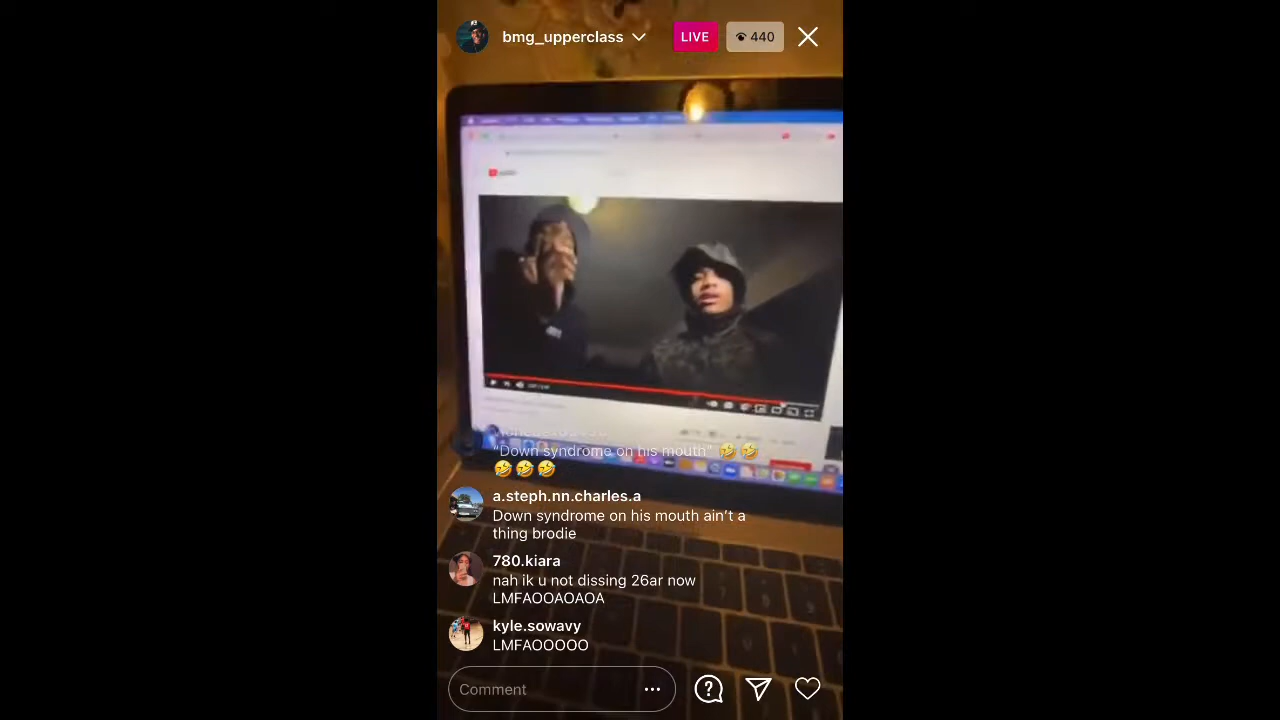 bmg_upperclass
LIVE
440
"Down syndrome on his mouth" 🤣 🤣
🤣 🤣 🤣
a.steph.nn.charles.a
Down syndrome on his mouth ain't a
thing brodie
780.kiara
nah ik u not dissing 26ar now
LMFAOOAOAOA
kyle.sowavy
LMFAOOOOO
Comment